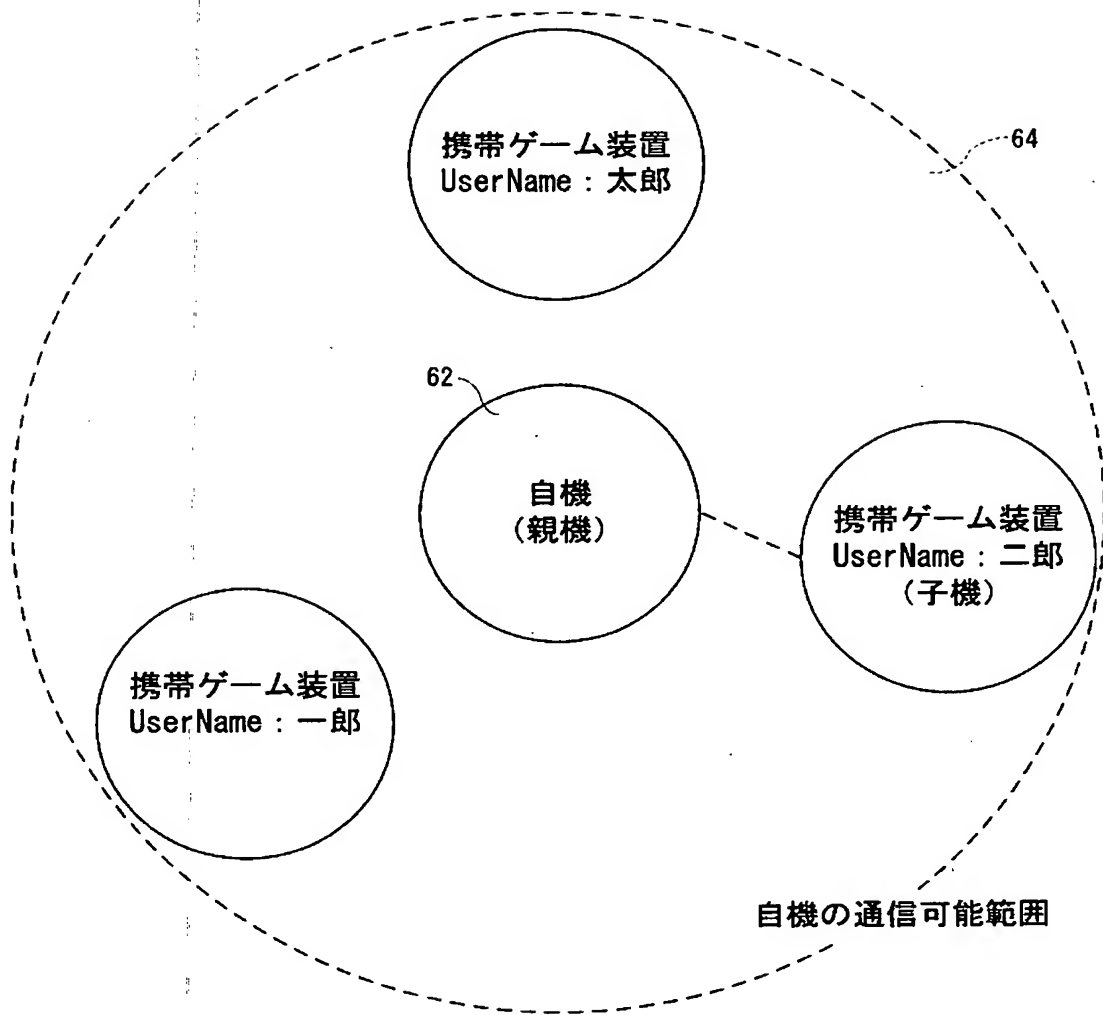 携帯ゲーム装置
UserName：太郎
64
62
自機
（親機）
携帯ゲーム装置
UserName：二郎
（子機）
携帯ゲーム装置
UserName：一郎
自機の通信可能範囲